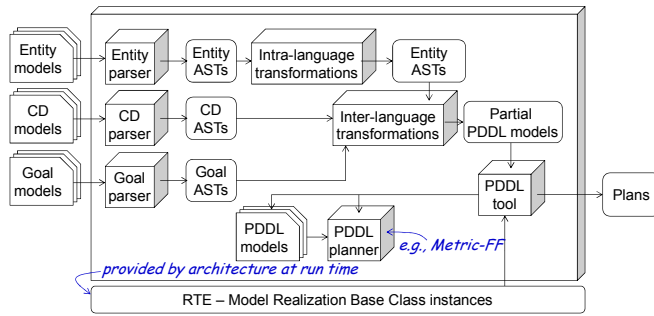 Entity
models
Entity
parser
Entity
ASTs
Intra-language
transformations
Entity
ASTs
CD
models
CD
parser
CD
ASTs
Inter-language
transformations
Partial
PDDL models
Goal
models
Goal
parser
Goal
ASTs
PDDL
tool
Plans
PDDL
models
PDDL
planner
e.g., Metric-FF
provided by architecture at run time
RTE – Model Realization Base Class instances